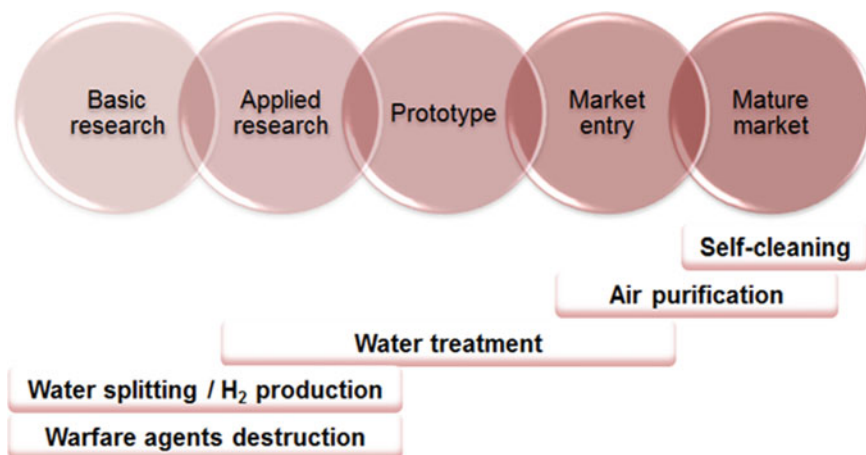 Basic
research
Applied
research
Prototype
Market
entry
Mature
market
Self-cleaning
Air purification
Water treatment
Water splitting / H₂ production
Warfare agents destruction